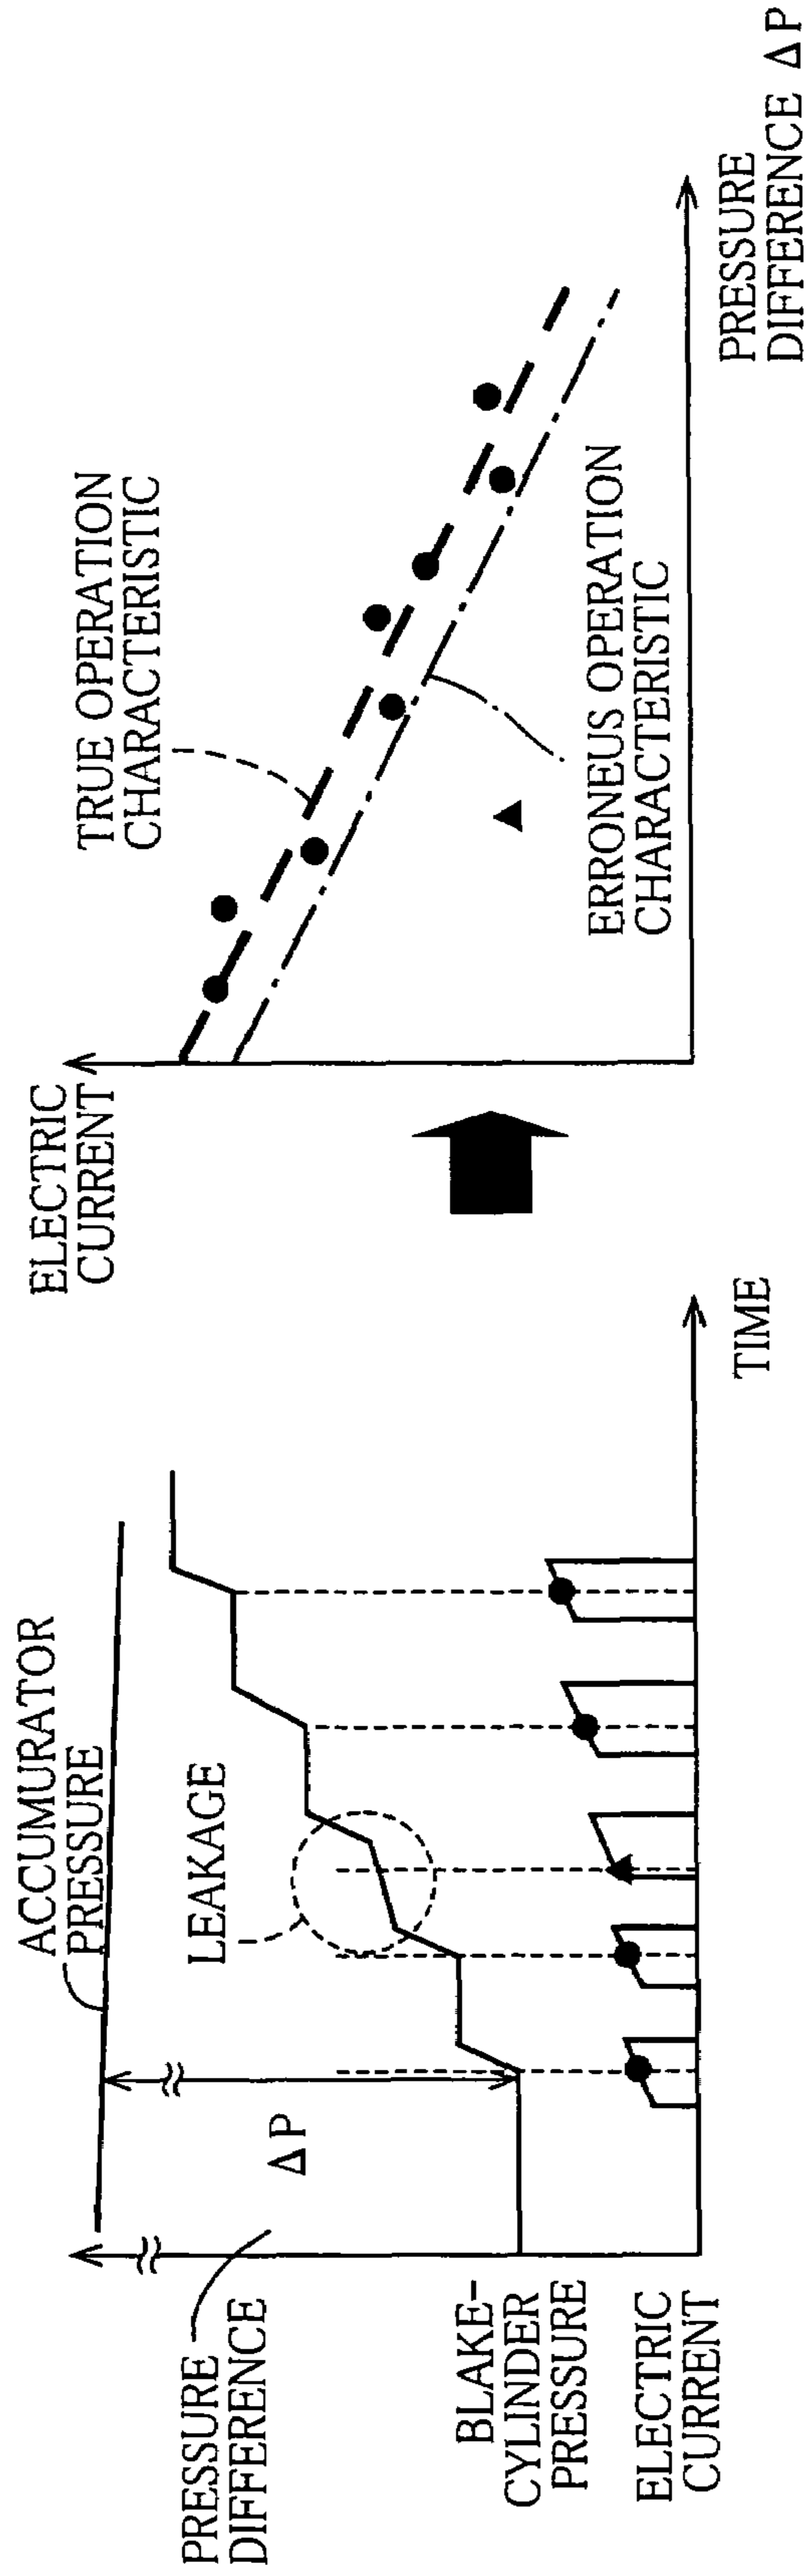 PRESSURE
DIFFERENCE
ΔP
ACCUMURATOR
PRESSURE
LEAKAGE
BLAKE-
CYLINDER
PRESSURE
ELECTRIC
CURRENT
TIME
ELECTRIC
CURRENT
TRUE OPERATION
CHARACTERISTIC
ERRONEUS OPERATION
CHARACTERISTIC
PRESSURE
DIFFERENCE ΔP